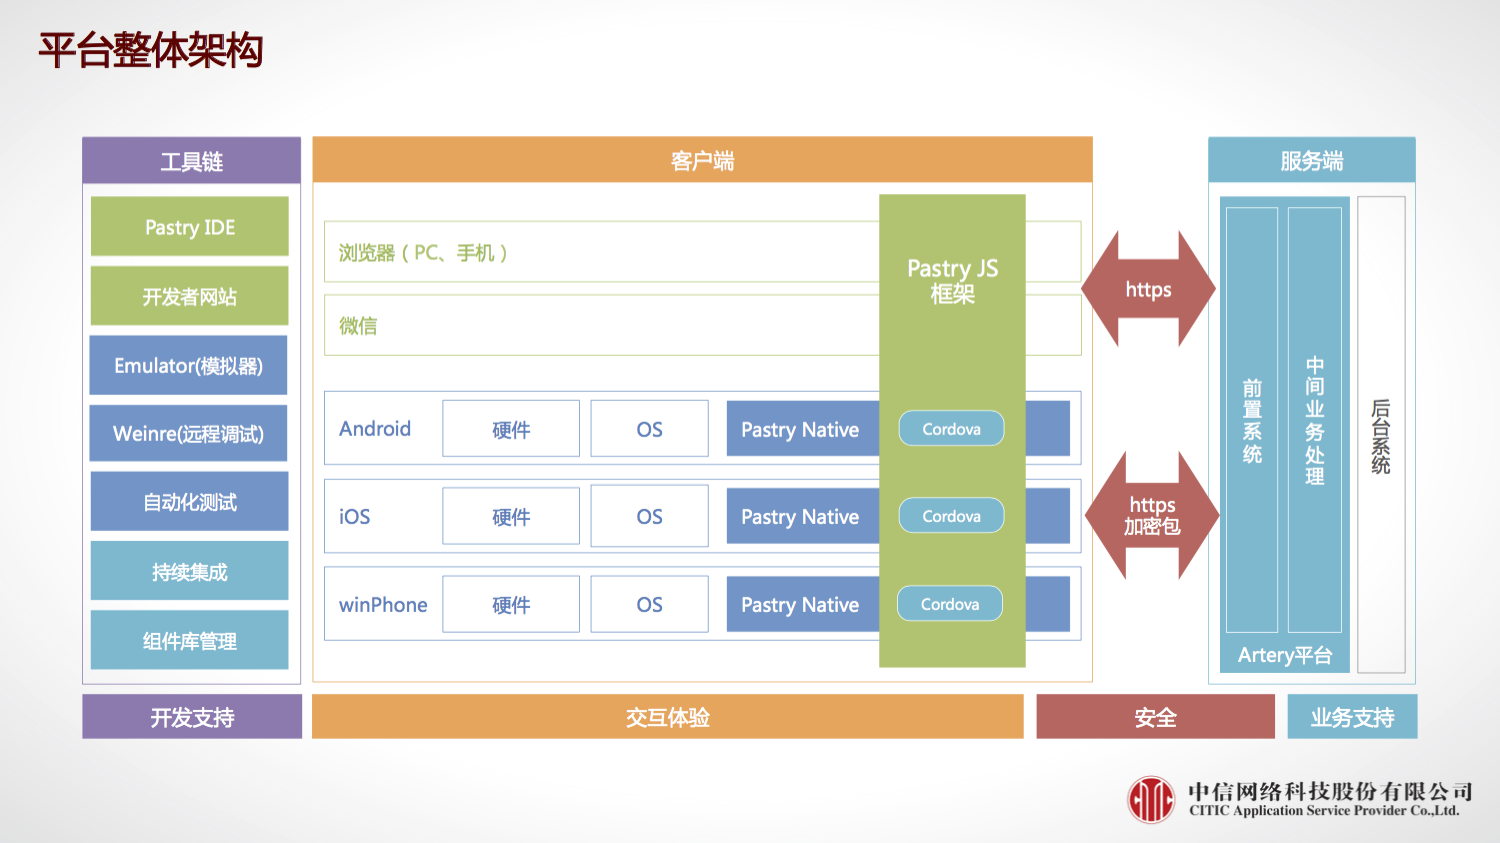 平台整体架构
工具链
Pastry IDE
开发者网站
Emulator(模拟器)
Weinre(远程调试)
自动化测试
持续集成
组件库管理
开发支持
客户端
浏览器（PC、手机）
微信
Pastry JS
框架
Android
硬件
OS
Pastry Native
Cordova
iOS
硬件
OS
Pastry Native
Cordova
winPhone
硬件
OS
Pastry Native
Cordova
交互体验
https
https
加密包
安全
服务端
前置系统
中间业务处理
Artery平台
后台系统
业务支持
中信网络科技股份有限公司
CITIC Application Service Provider Co.,Ltd.